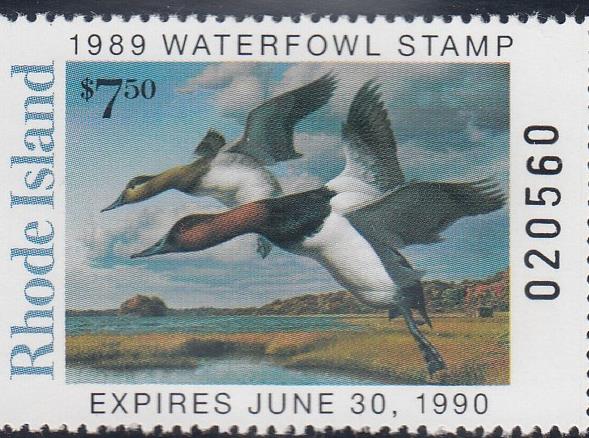 1989 WATERFOWL STAMP
$7.50
Rhode Island
020560
EXPIRES JUNE 30, 1990